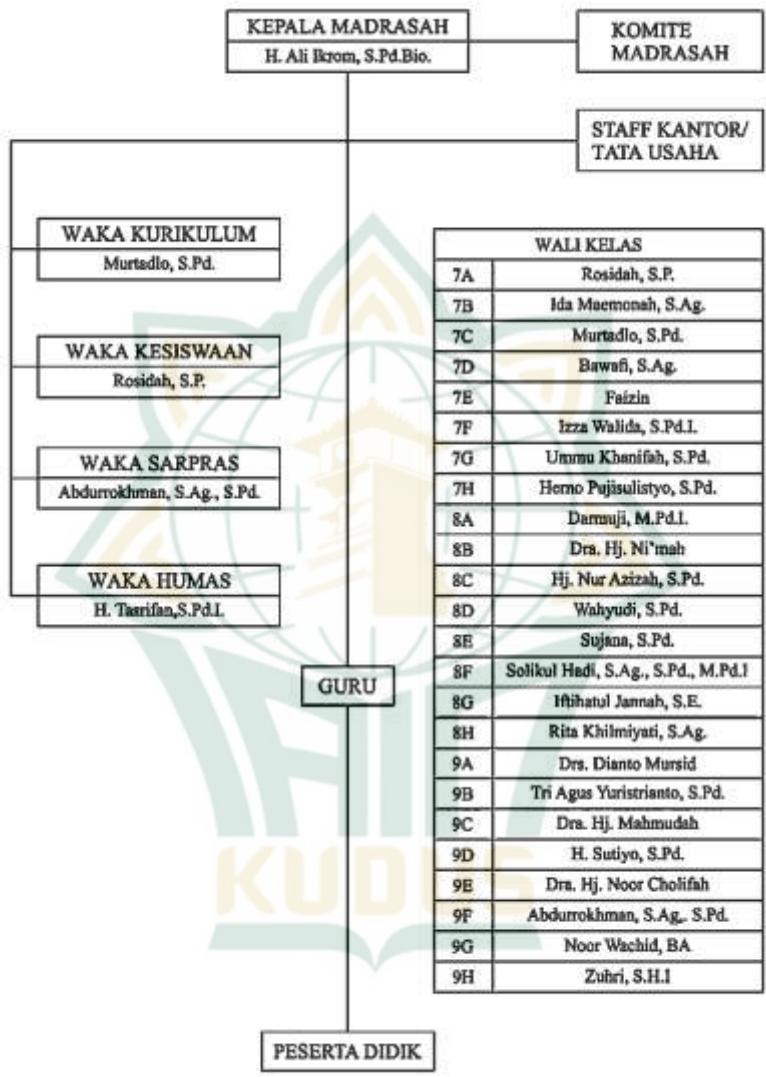 KEPALA MADRASAH
H. Ali Ikrom, S.Pd.Bio.
KOMITE
MADRASAH
STAFF KANTOR/
TATA USAHA
WAKA KURIKULUM
Murtadlo, S.Pd.
WAKA KESISWAAN
Rosidah, S.P.
WAKA SARPRAS
Abdurrokhman, S.Ag., S.Pd.
WAKA HUMAS
H. Tasrifan,S.Pd.I.
GURU
WALI KELAS
7A Rosidah, S.P.
7B Ida Maemonah, S.Ag.
7C Murtadlo, S.Pd.
7D Bawafi, S.Ag.
7E Faizin
7F Izza Walida, S.Pd.I.
7G Ummu Khanifah, S.Pd.
7H Herno Pujisulistyo, S.Pd.
8A Darmuji, M.Pd.I.
8B Dra. Hj. Ni'mah
8C Hj. Nur Azizah, S.Pd.
8D Wahyudi, S.Pd.
8E Sujana, S.Pd.
8F Solikul Hadi, S.Ag., S.Pd., M.Pd.I
8G Iftihatul Jannah, S.E.
8H Rita Khilmiyati, S.Ag.
9A Drs. Dianto Mursid
9B Tri Agus Yuristrianto, S.Pd.
9C Dra. Hj. Mahmudah
9D H. Sutiyo, S.Pd.
9E Dra. Hj. Noor Cholifah
9F Abdurrokhman, S.Ag,. S.Pd.
9G Noor Wachid, BA
9H Zuhri, S.H.I
KUDUS
PESERTA DIDIK